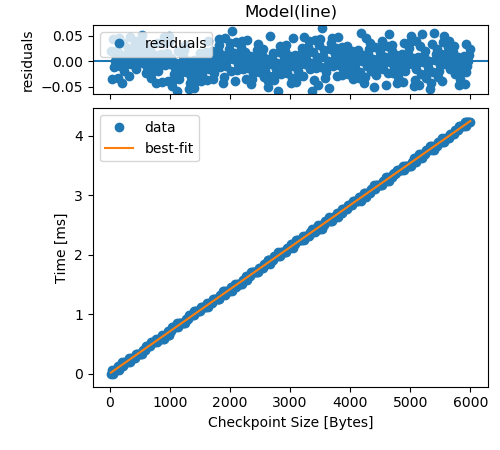 Model(line)
residuals
0.05
0.00
−0.05
residuals
data
best-fit
Time [ms]
4
3
2
1
0
0 1000 2000 3000 4000 5000 6000
Checkpoint Size [Bytes]